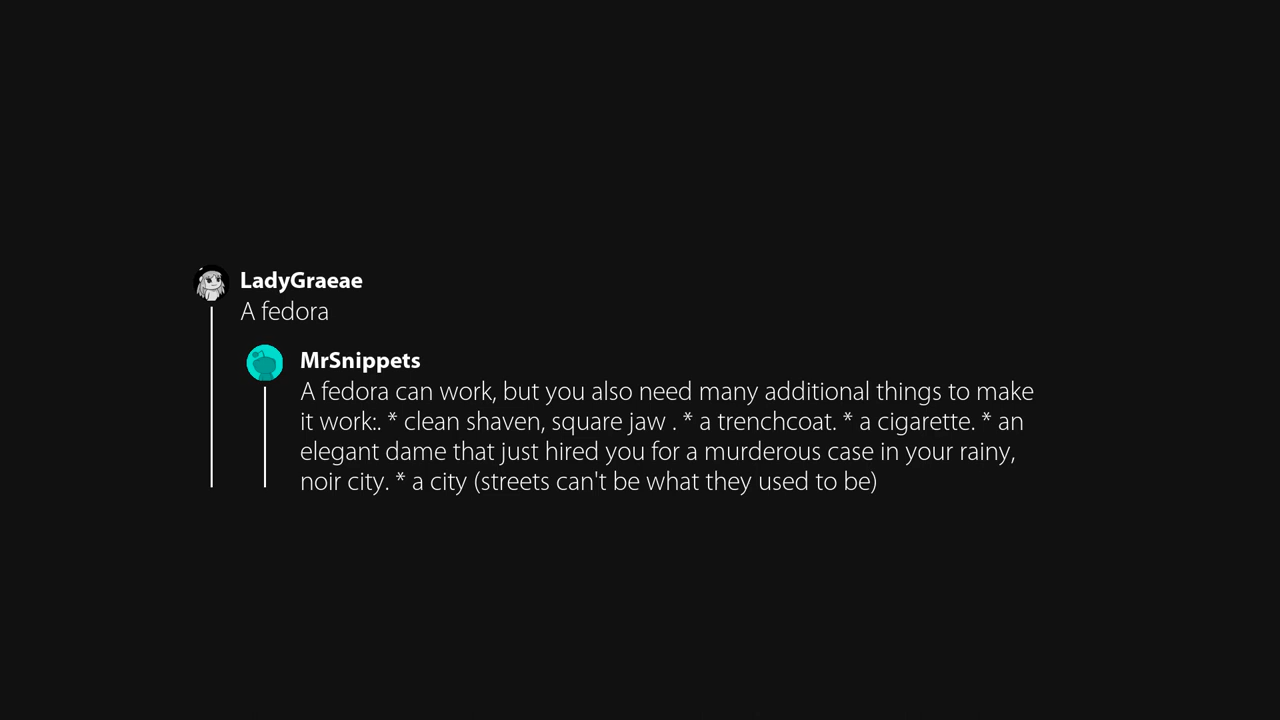 LadyGraeae
A fedora
MrSnippets
A fedora can work, but you also need many additional things to make
it work:. * clean shaven, square jaw . * a trenchcoat. * a cigarette. * an
elegant dame that just hired you for a murderous case in your rainy,
noir city. * a city (streets can't be what they used to be)